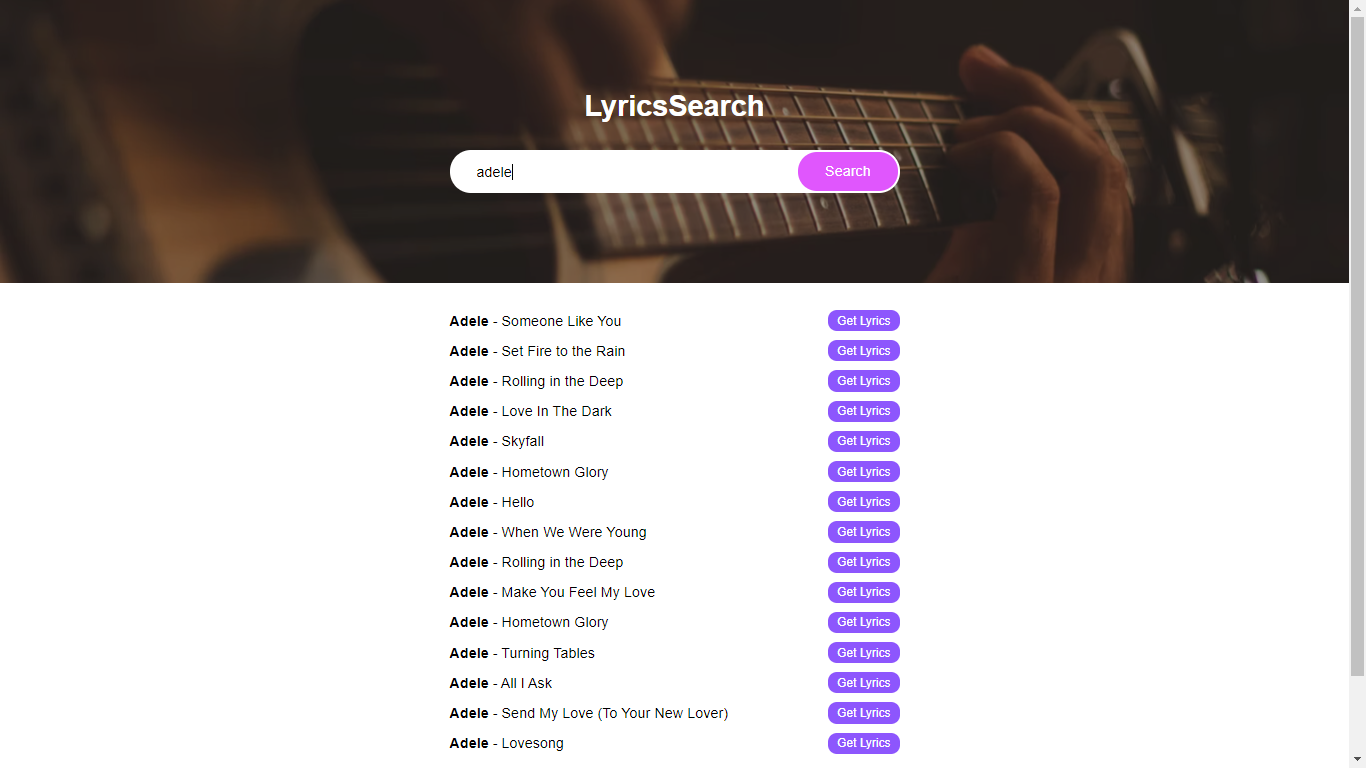 LyricsSearch
adele
Search
Adele - Someone Like You Get Lyrics
Adele - Set Fire to the Rain Get Lyrics
Adele - Rolling in the Deep Get Lyrics
Adele - Love In The Dark Get Lyrics
Adele - Skyfall Get Lyrics
Adele - Hometown Glory Get Lyrics
Adele - Hello Get Lyrics
Adele - When We Were Young Get Lyrics
Adele - Rolling in the Deep Get Lyrics
Adele - Make You Feel My Love Get Lyrics
Adele - Hometown Glory Get Lyrics
Adele - Turning Tables Get Lyrics
Adele - All I Ask Get Lyrics
Adele - Send My Love (To Your New Lover) Get Lyrics
Adele - Lovesong Get Lyrics